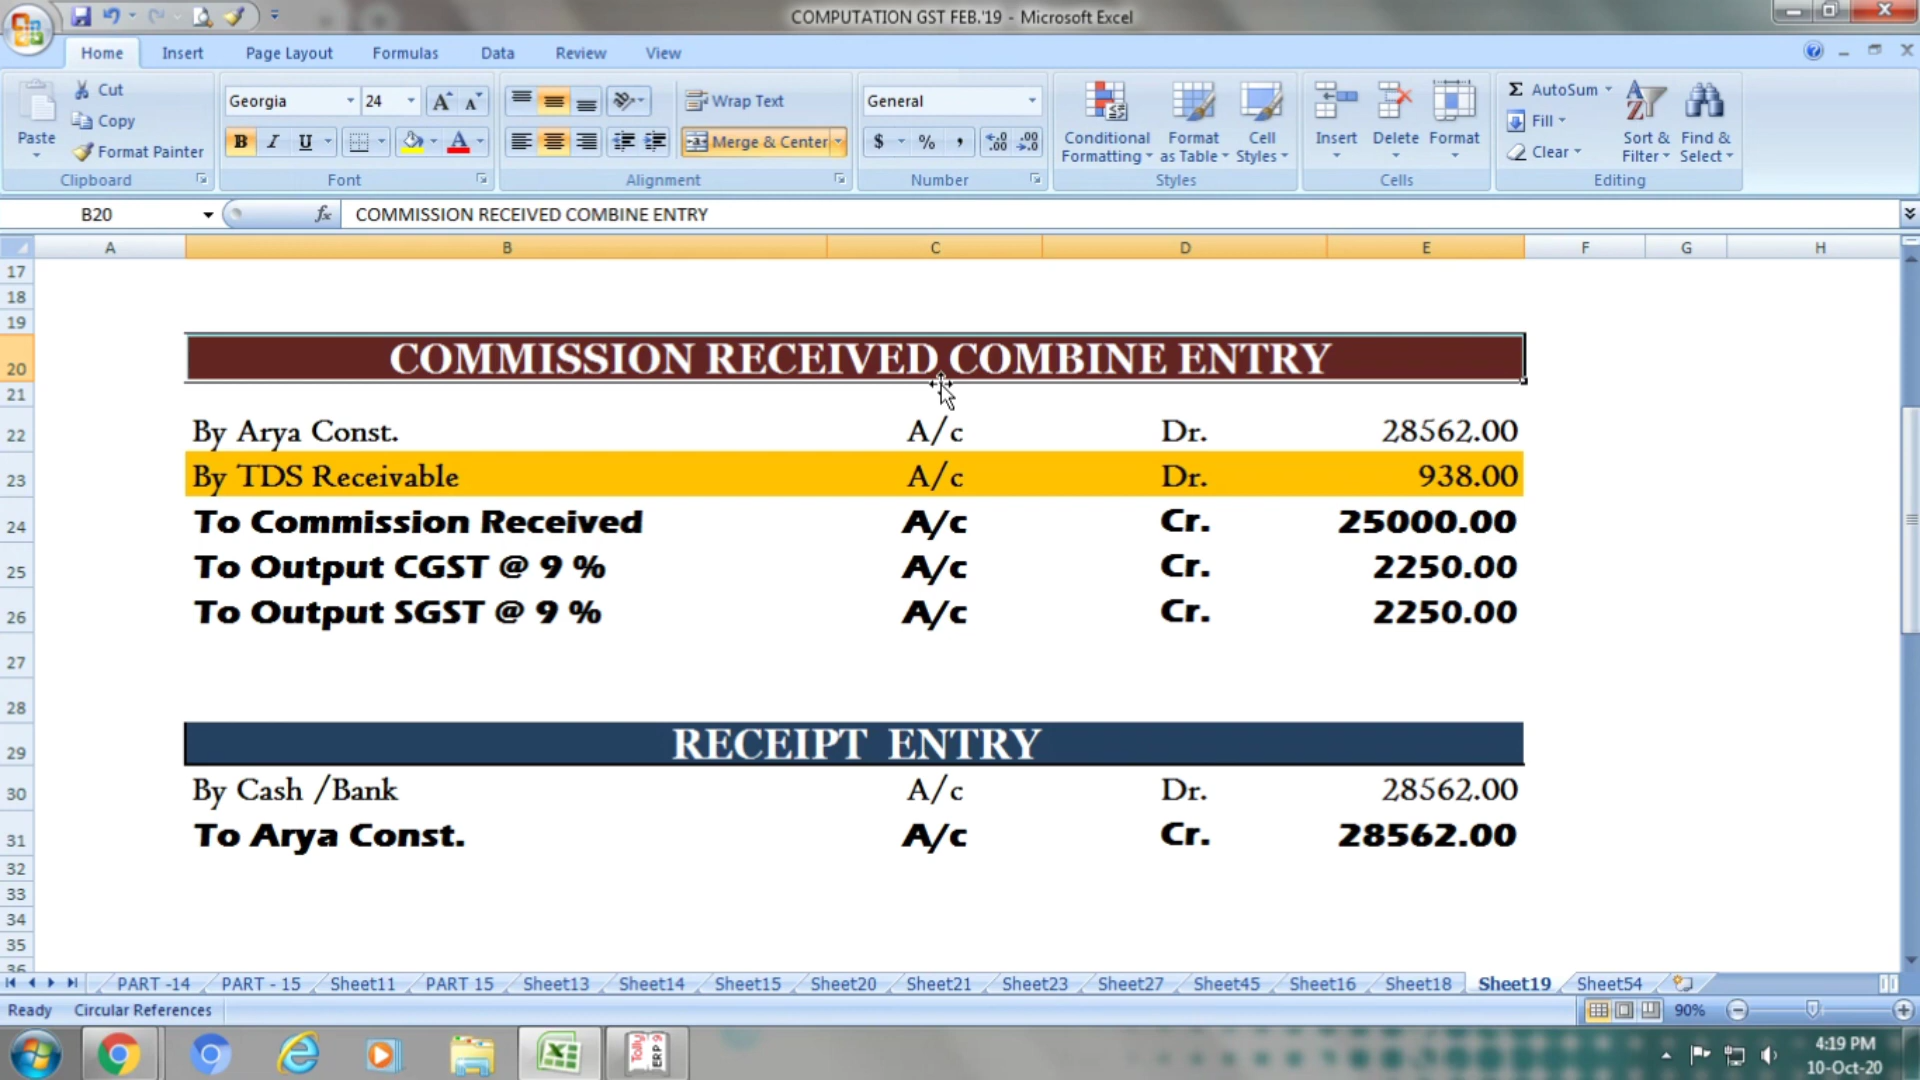 COMPUTATION GST FEB.'19 - Microsoft Excel
Home Insert Page Layout Formulas Data Review View
Paste
Cut
Copy
Format Painter
Clipboard
Georgia 24
B I U
Font
Wrap Text
Merge & Center
Alignment
General
$ % ,
Number
Conditional Formatting
Format as Table
Cell Styles
Styles
Insert Delete Format
Cells
Σ AutoSum
Fill
Clear
Sort & Filter
Find & Select
Editing
B20 fx COMMISSION RECEIVED COMBINE ENTRY
A B C D E F G H
17
18
19
20 COMMISSION RECEIVED COMBINE ENTRY
21
22 By Arya Const. A/c Dr. 28562.00
23 By TDS Receivable A/c Dr. 938.00
24 To Commission Received A/c Cr. 25000.00
25 To Output CGST @ 9 % A/c Cr. 2250.00
26 To Output SGST @ 9 % A/c Cr. 2250.00
27
28
29 RECEIPT ENTRY
30 By Cash /Bank A/c Dr. 28562.00
31 To Arya Const. A/c Cr. 28562.00
32
33
34
35
36
PART -14 PART - 15 Sheet11 PART 15 Sheet13 Sheet14 Sheet15 Sheet20 Sheet21 Sheet23 Sheet27 Sheet45 Sheet16 Sheet18 Sheet19 Sheet54
Ready Circular References 90%
Tally ERP 9
4:19 PM
10-Oct-20